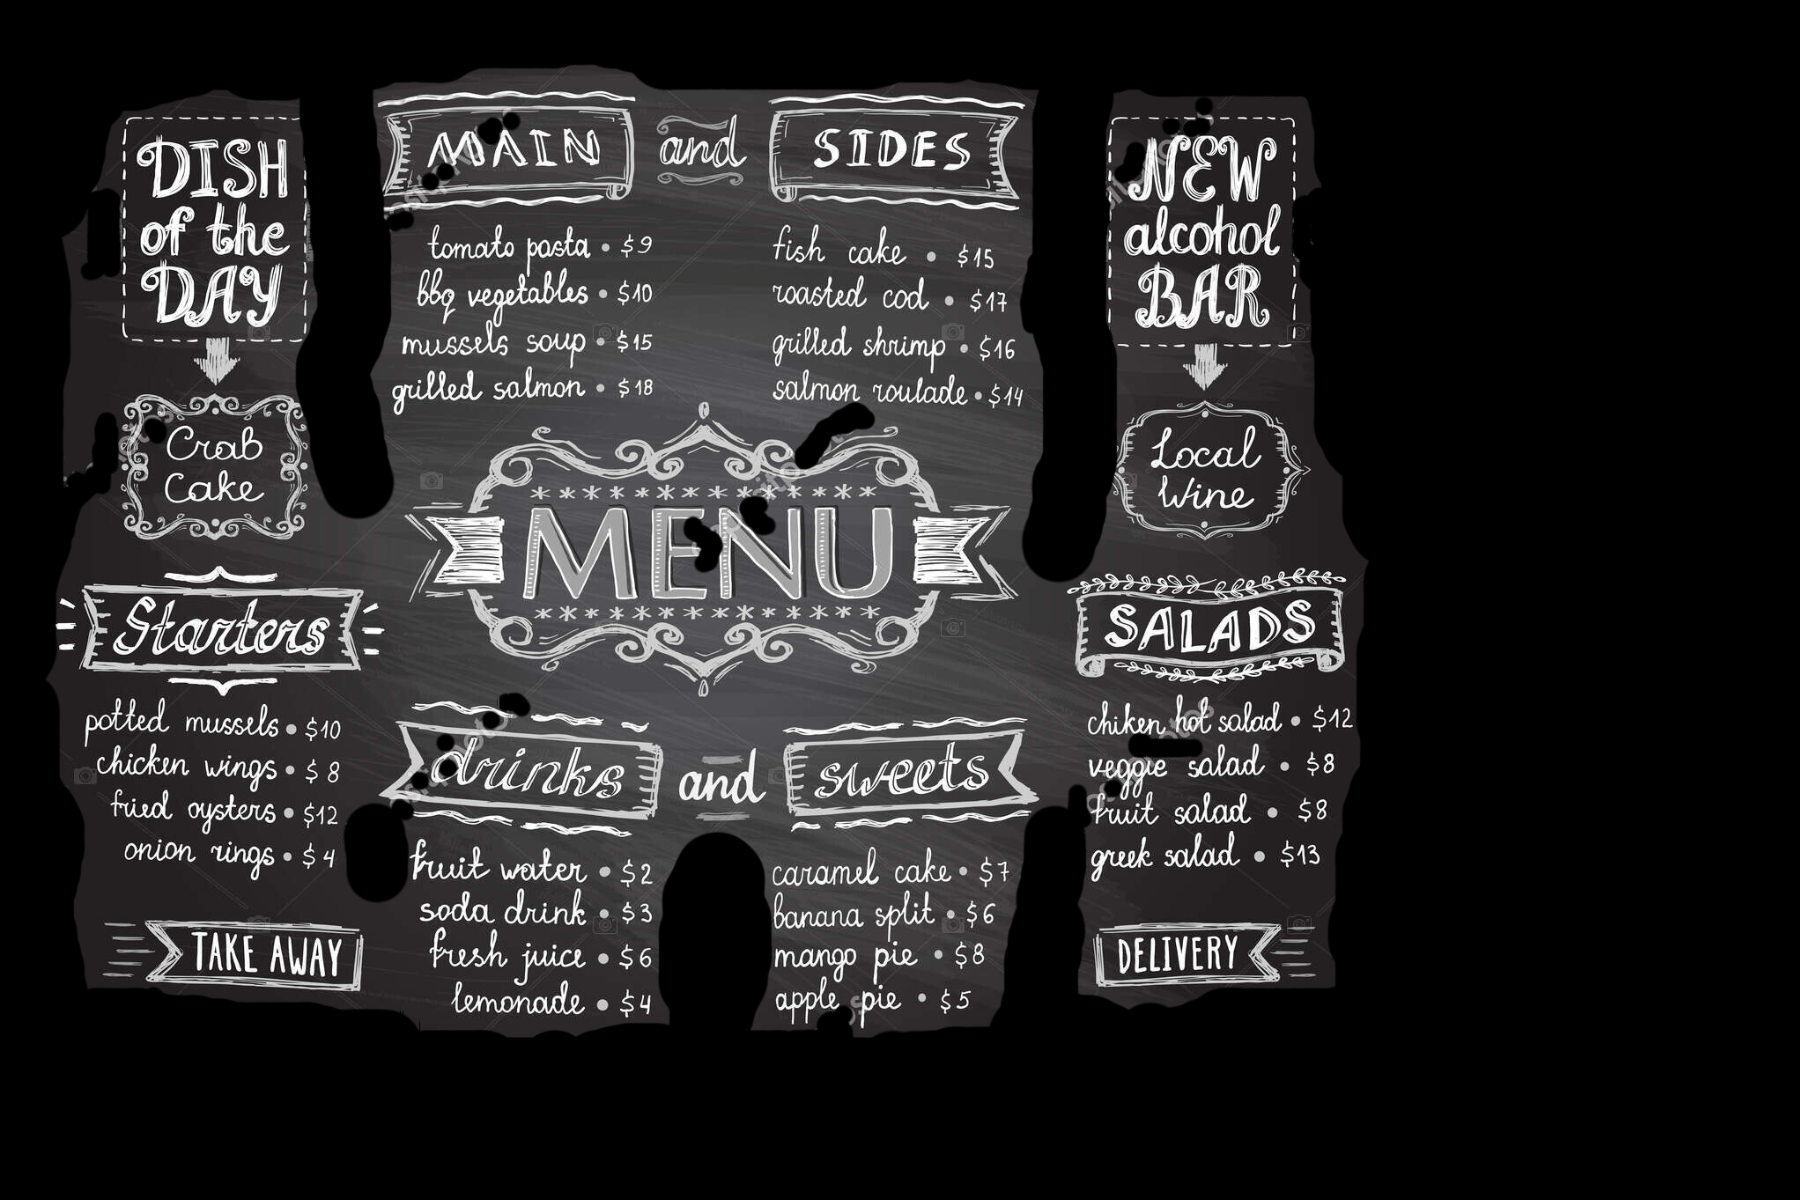 DISH
of the
DAY
Crab
Cake
Starters
potted mussels • $10
chicken wings • $8
fried oysters • $12
onion rings • $4
TAKE AWAY
MAIN and SIDES
tomato pasta • $9
bbq vegetables • $10
mussels soup • $15
grilled salmon • $18
fish cake • $15
roasted cod • $17
grilled shrimp • $16
salmon roulade • $14
MENU
drinks and sweets
fruit water • $2
soda drink • $3
fresh juice • $6
lemonade • $4
caramel cake • $7
banana split • $6
mango pie • $8
apple pie • $5
NEW
alcohol
BAR
Local
Wine
SALADS
chiken hot salad • $12
veggie salad • $8
fruit salad • $8
greek salad • $13
DELIVERY